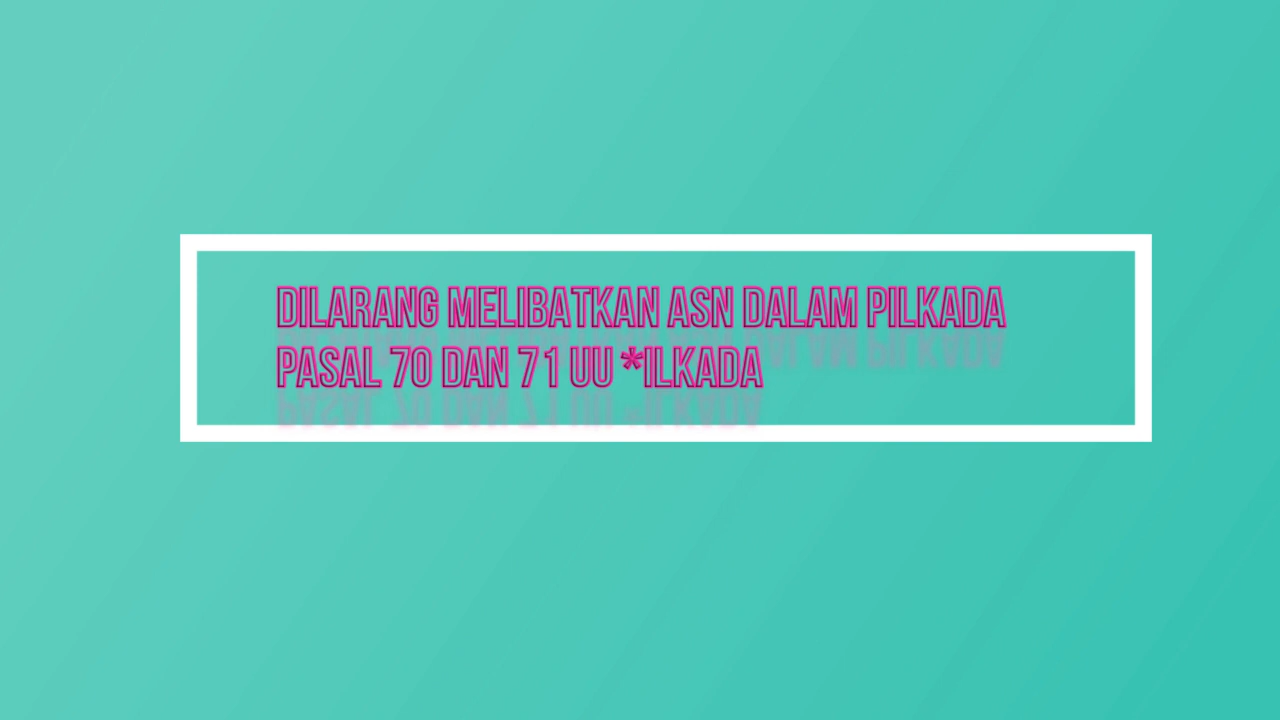 DILARANG MELIBATKAN ASN DALAM PILKADA
PASAL 70 DAN 71 UU *ILKADA